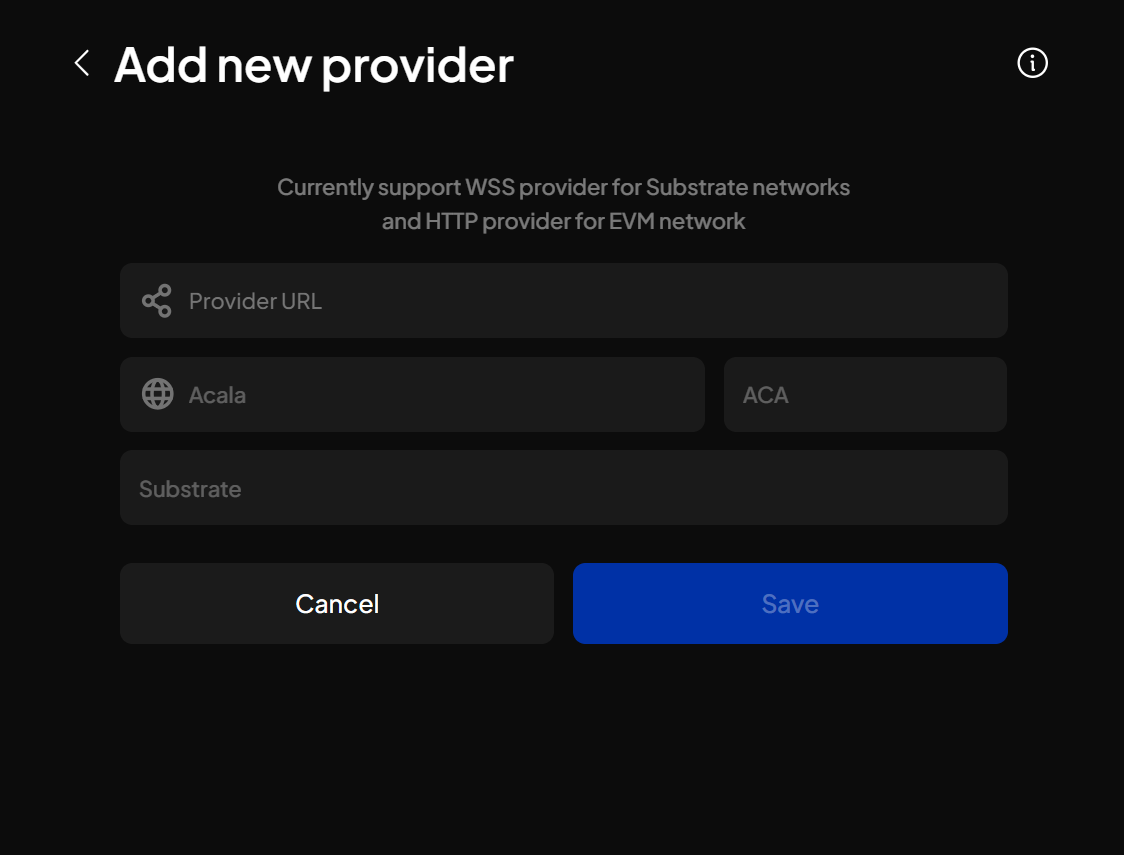 Add new provider
Currently support WSS provider for Substrate networks
and HTTP provider for EVM network
Provider URL
Acala
ACA
Substrate
Cancel
Save